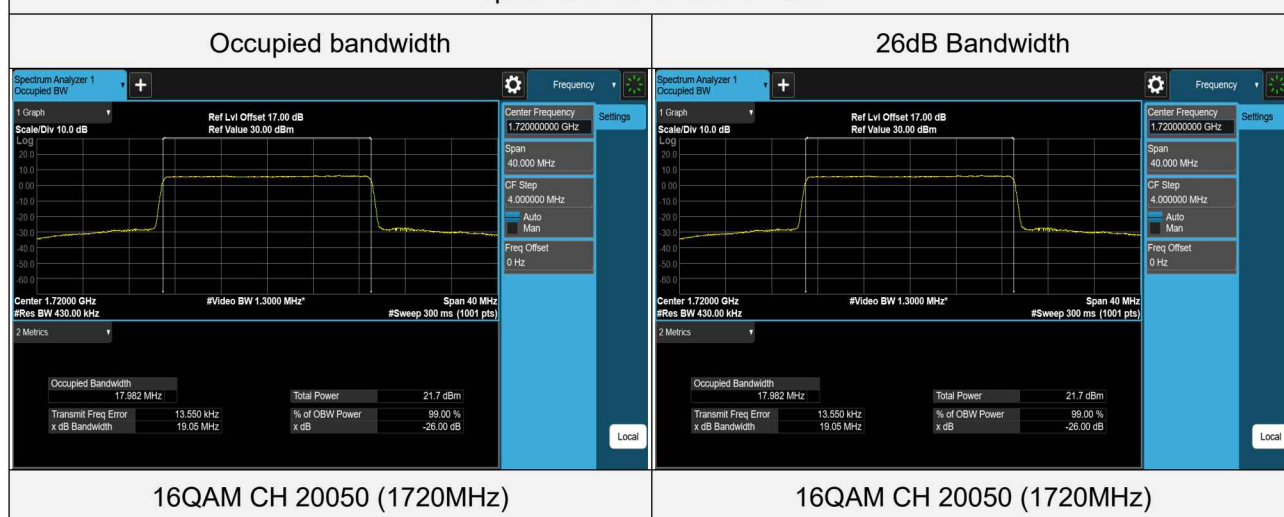 Occupied bandwidth
26dB Bandwidth
Spectrum Analyzer 1
Occupied BW
+
Frequency
1 Graph
Scale/Div 10.0 dB
Ref Lvl Offset 17.00 dB
Ref Value 30.00 dBm
Log
20.0
10.0
0.00
-10.0
-20.0
-30.0
-40.0
-50.0
-60.0
Center 1.72000 GHz
#Res BW 430.00 kHz
#Video BW 1.3000 MHz*
Span 40 MHz
#Sweep 300 ms (1001 pts)
Center Frequency
1.720000000 GHz
Settings
Span
40.000 MHz
CF Step
4.000000 MHz
Auto
Man
Freq Offset
0 Hz
2 Metrics
Occupied Bandwidth
17.982 MHz
Total Power 21.7 dBm
Transmit Freq Error 13.550 kHz
% of OBW Power 99.00 %
x dB Bandwidth 19.05 MHz
x dB -26.00 dB
Local
Spectrum Analyzer 1
Occupied BW
+
Frequency
1 Graph
Scale/Div 10.0 dB
Ref Lvl Offset 17.00 dB
Ref Value 30.00 dBm
Log
20.0
10.0
0.00
-10.0
-20.0
-30.0
-40.0
-50.0
-60.0
Center 1.72000 GHz
#Res BW 430.00 kHz
#Video BW 1.3000 MHz*
Span 40 MHz
#Sweep 300 ms (1001 pts)
Center Frequency
1.720000000 GHz
Settings
Span
40.000 MHz
CF Step
4.000000 MHz
Auto
Man
Freq Offset
0 Hz
2 Metrics
Occupied Bandwidth
17.982 MHz
Total Power 21.7 dBm
Transmit Freq Error 13.550 kHz
% of OBW Power 99.00 %
x dB Bandwidth 19.05 MHz
x dB -26.00 dB
Local
16QAM CH 20050 (1720MHz)
16QAM CH 20050 (1720MHz)